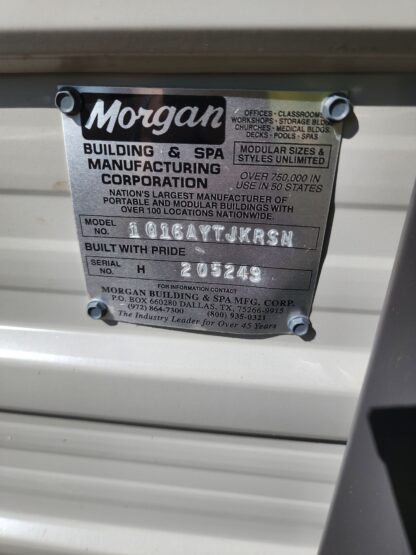 Morgan
OFFICES - CLASSROOMS
WORKSHOPS - STORAGE BLDG.
CHURCHES - MEDICAL BLDGS.
DECKS - POOLS - SPAS
BUILDING & SPA
MANUFACTURING
CORPORATION
MODULAR SIZES &
STYLES UNLIMITED
OVER 750,000 IN
USE IN 50 STATES
NATION'S LARGEST MANUFACTURER OF
PORTABLE AND MODULAR BUILDINGS WITH
OVER 100 LOCATIONS NATIONWIDE.
MODEL NO. 1016AYTJKRSN
BUILT WITH PRIDE
SERIAL NO. H 205249
FOR INFORMATION CONTACT
MORGAN BUILDING & SPA MFG. CORP.
P.O. BOX 660280 DALLAS, TX, 75266-9915
(972) 864-7300 (800) 935-0321
The Industry Leader for Over 45 Years